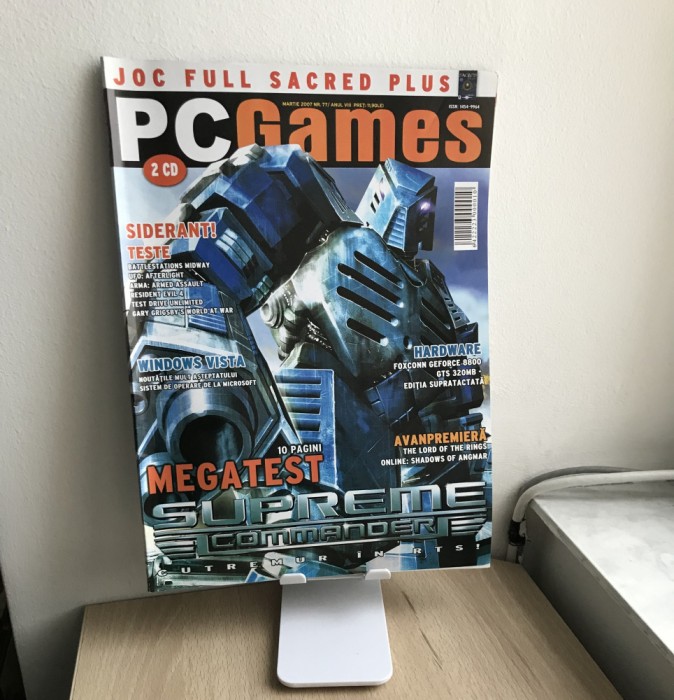 JOC FULL SACRED PLUS
MARTIE 2007 NR. 77/ ANUL VIII PREȚ: 11,90LEI
ISSN: 1454-9964
PCGames
2 CD
SIDERANT!
TESTE
BATTLESTATIONS MIDWAY
UFO: AFTERLIGHT
ARMA: ARMED ASSAULT
RESIDENT EVIL 4
TEST DRIVE UNLIMITED
GARY GRIGSBY'S WORLD AT WAR
WINDOWS VISTA
NOUTĂȚILE MULT AȘTEPTATULUI
SISTEM DE OPERARE DE LA MICROSOFT
HARDWARE
FOXCONN GEFORCE 8800
GTS 320MB -
EDIȚIA SUPRATACTATĂ
AVANPREMIERĂ
THE LORD OF THE RINGS
ONLINE: SHADOWS OF ANGMAR
10 PAGINI
MEGATEST
SUPREME
COMMANDER
CUTREMUR ÎN RTS!